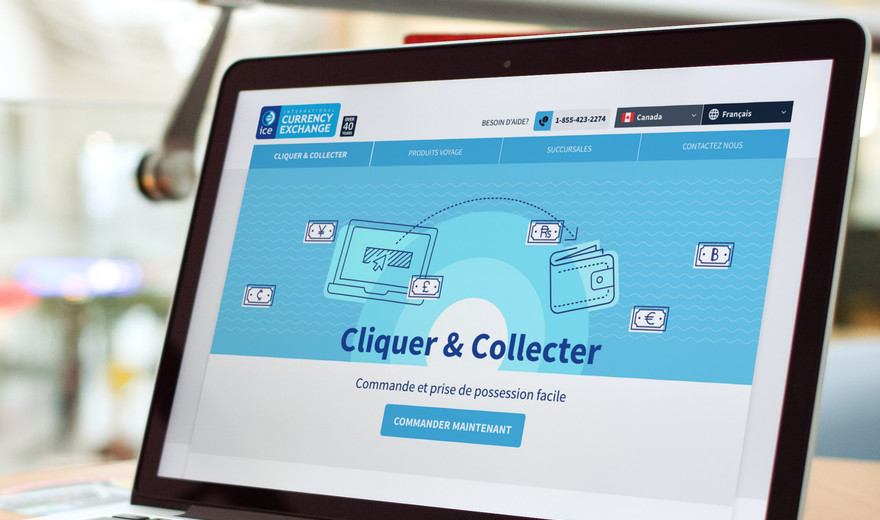 INTERNATIONAL
CURRENCY
EXCHANGE
ice
OVER
40
YEARS
BESOIN D'AIDE?
1-855-423-2274
Canada
Français
CLIQUER & COLLECTER
PRODUITS VOYAGE
SUCCURSALES
CONTACTEZ NOUS
¥
₨
B
£
¢
€
Cliquer & Collecter
Commande et prise de possession facile
COMMANDER MAINTENANT